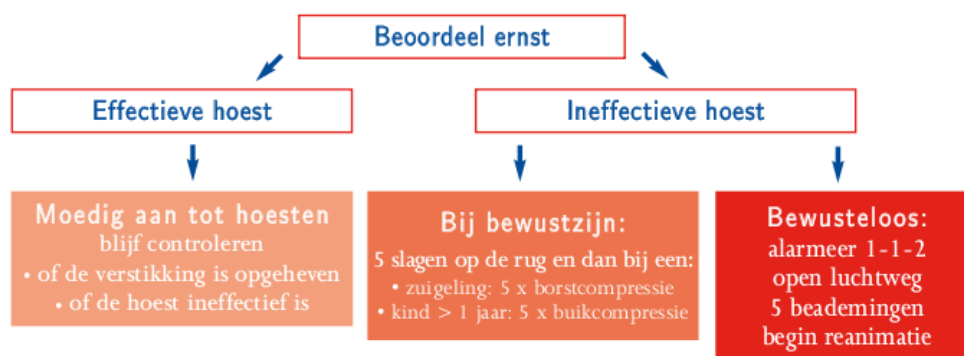 Beoordeel ernst
Effectieve hoest
Ineffectieve hoest
Moedig aan tot hoesten
blijf controleren
• of de verstikking is opgeheven
• of de hoest ineffectief is
Bij bewustzijn:
5 slagen op de rug en dan bij een:
• zuigeling: 5 x borstcompressie
• kind > 1 jaar: 5 x buikcompressie
Bewusteloos:
alarmeer 1-1-2
open luchtweg
5 beademingen
begin reanimatie